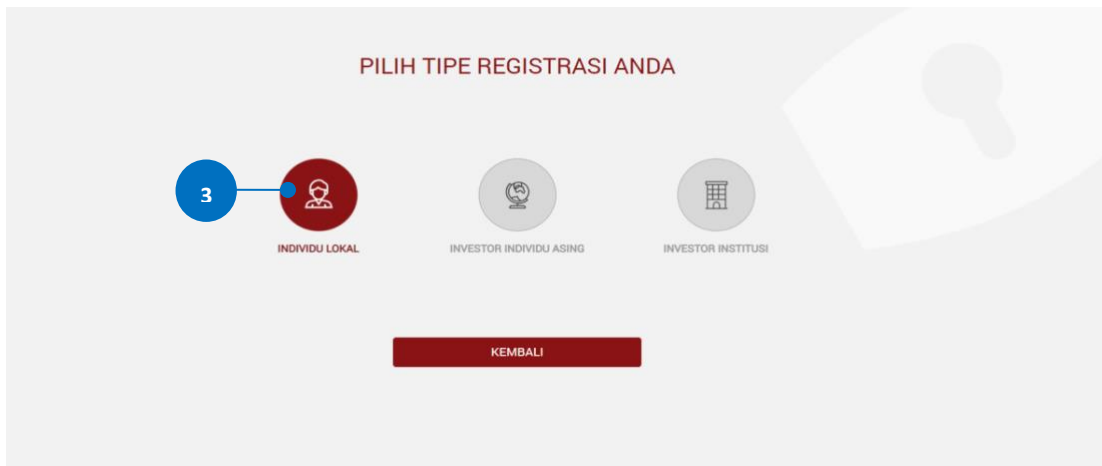 PILIH TIPE REGISTRASI ANDA
3
INDIVIDU LOKAL
INVESTOR INDIVIDU ASING
INVESTOR INSTITUSI
KEMBALI